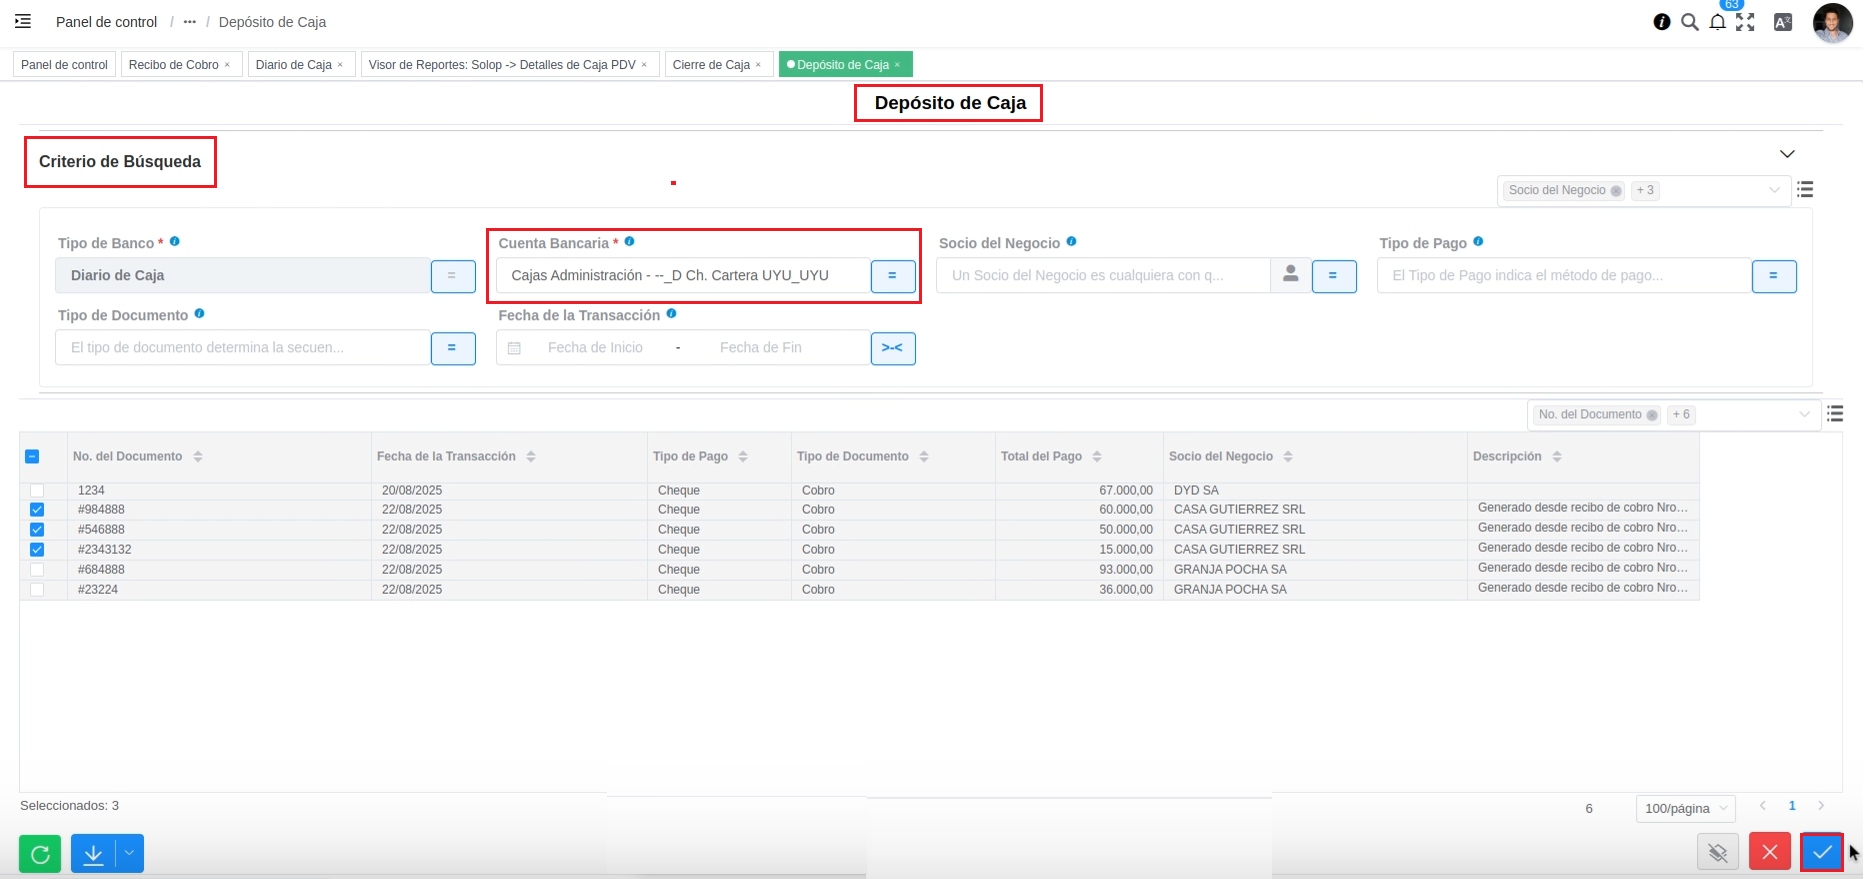 Panel de control / ••• / Depósito de Caja
63
Panel de control
Recibo de Cobro ×
Diario de Caja ×
Visor de Reportes: Solop -> Detalles de Caja PDV ×
Cierre de Caja ×
Depósito de Caja ×
Depósito de Caja
Criterio de Búsqueda
Socio del Negocio + 3
Tipo de Banco * Cuenta Bancaria * Socio del Negocio Tipo de Pago
Diario de Caja = Cajas Administración - --_D Ch. Cartera UYU_UYU = Un Socio del Negocio es cualquiera con q... = El Tipo de Pago indica el método de pago... =
Tipo de Documento Fecha de la Transacción
El tipo de documento determina la secuen... = Fecha de Inicio - Fecha de Fin >-<
No. del Documento + 6
No. del Documento Fecha de la Transacción Tipo de Pago Tipo de Documento Total del Pago Socio del Negocio Descripción
1234 20/08/2025 Cheque Cobro 67.000,00 DYD SA
#984888 22/08/2025 Cheque Cobro 60.000,00 CASA GUTIERREZ SRL Generado desde recibo de cobro Nro...
#546888 22/08/2025 Cheque Cobro 50.000,00 CASA GUTIERREZ SRL Generado desde recibo de cobro Nro...
#2343132 22/08/2025 Cheque Cobro 15.000,00 CASA GUTIERREZ SRL Generado desde recibo de cobro Nro...
#684888 22/08/2025 Cheque Cobro 93.000,00 GRANJA POCHA SA Generado desde recibo de cobro Nro...
#23224 22/08/2025 Cheque Cobro 36.000,00 GRANJA POCHA SA Generado desde recibo de cobro Nro...
Seleccionados: 3 6 100/página < 1 >